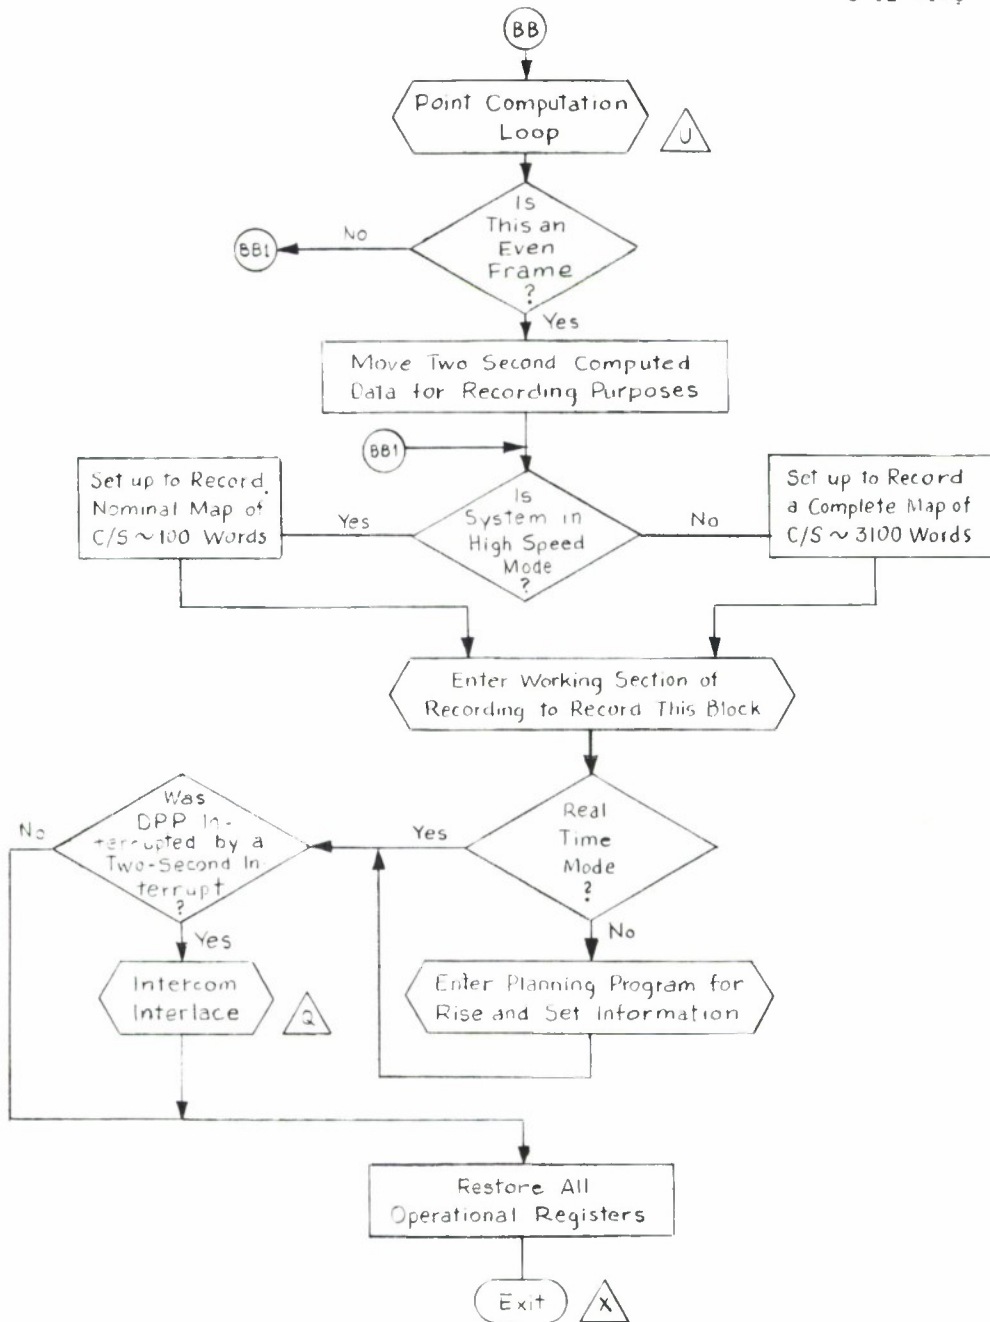 BB
Point Computation
Loop
U
Is
This an
Even
Frame
?
No
BB1
Yes
Move Two Second Computed
Data for Recording Purposes
BB1
Set up to Record
Nominal Map of
C/S ~ 100 Words
Yes
Is
System in
High Speed
Mode
?
No
Set up to Record
a Complete Map of
C/S ~ 3100 Words
Enter Working Section of
Recording to Record This Block
No
Was
DPP In-
terrupted by a
Two-Second In
terrupt
?
Yes
Real
Time
Mode
?
Yes
No
Intercom
Interlace
Q
Enter Planning Program for
Rise and Set Information
Restore All
Operational Registers
Exit
X